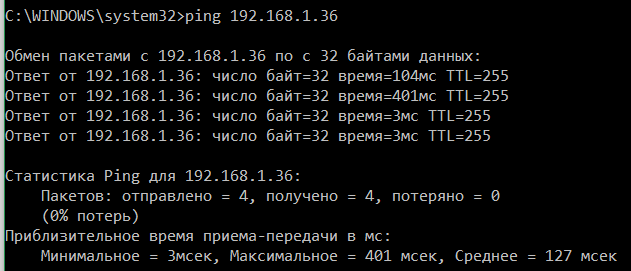 C:\WINDOWS\system32>ping 192.168.1.36
Обмен пакетами с 192.168.1.36 по с 32 байтами данных:
Ответ от 192.168.1.36: число байт=32 время=104мс TTL=255
Ответ от 192.168.1.36: число байт=32 время=401мс TTL=255
Ответ от 192.168.1.36: число байт=32 время=3мс TTL=255
Ответ от 192.168.1.36: число байт=32 время=3мс TTL=255
Статистика Ping для 192.168.1.36:
Пакетов: отправлено = 4, получено = 4, потеряно = 0
(0% потерь)
Приблизительное время приема-передачи в мс:
Минимальное = 3мсек, Максимальное = 401 мсек, Среднее = 127 мсек